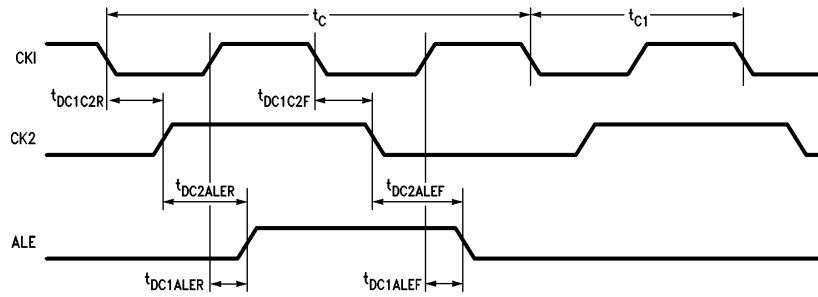 tC
tC1
CKI
tDC1C2R
tDC1C2F
CK2
tDC2ALER
tDC2ALEF
ALE
tDC1ALER
tDC1ALEF